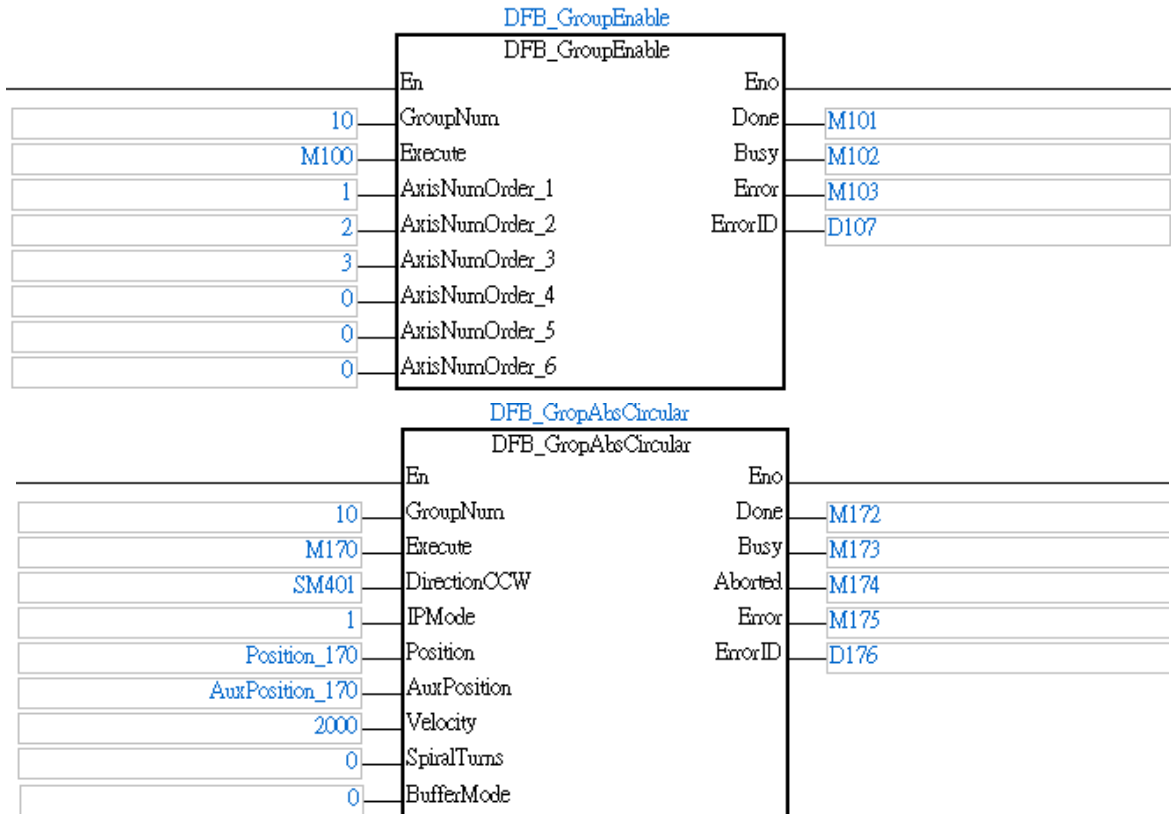 DFB_GroupEnable
DFB_GroupEnable
En Eno
10 GroupNum Done M101
M100 Execute Busy M102
1 AxisNumOrder_1 Error M103
2 AxisNumOrder_2 ErrorID D107
3 AxisNumOrder_3
0 AxisNumOrder_4
0 AxisNumOrder_5
0 AxisNumOrder_6
DFB_GropAbsCircular
DFB_GropAbsCircular
En Eno
10 GroupNum Done M172
M170 Execute Busy M173
SM401 DirectionCCW Aborted M174
1 IPMode Error M175
Position_170 Position ErrorID D176
AuxPosition_170 AuxPosition
2000 Velocity
0 SpiralTurns
0 BufferMode